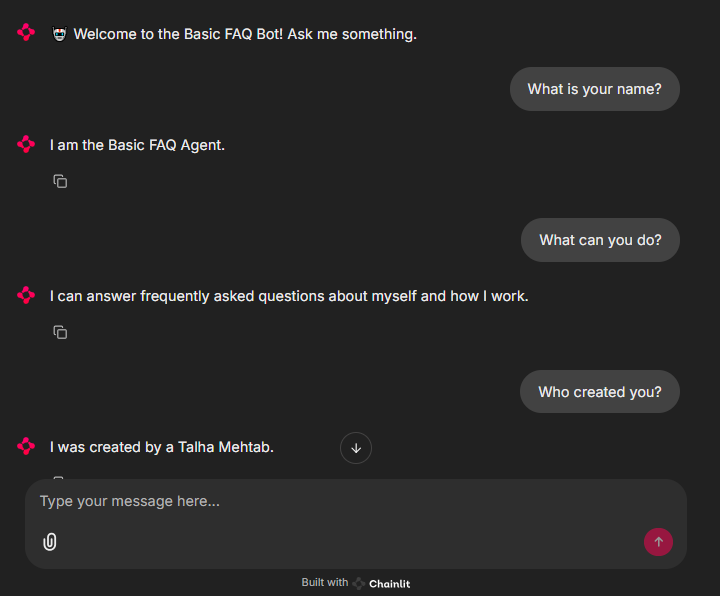 Welcome to the Basic FAQ Bot! Ask me something.
What is your name?
I am the Basic FAQ Agent.
What can you do?
I can answer frequently asked questions about myself and how I work.
Who created you?
I was created by a Talha Mehtab.
Type your message here...
Built with Chainlit